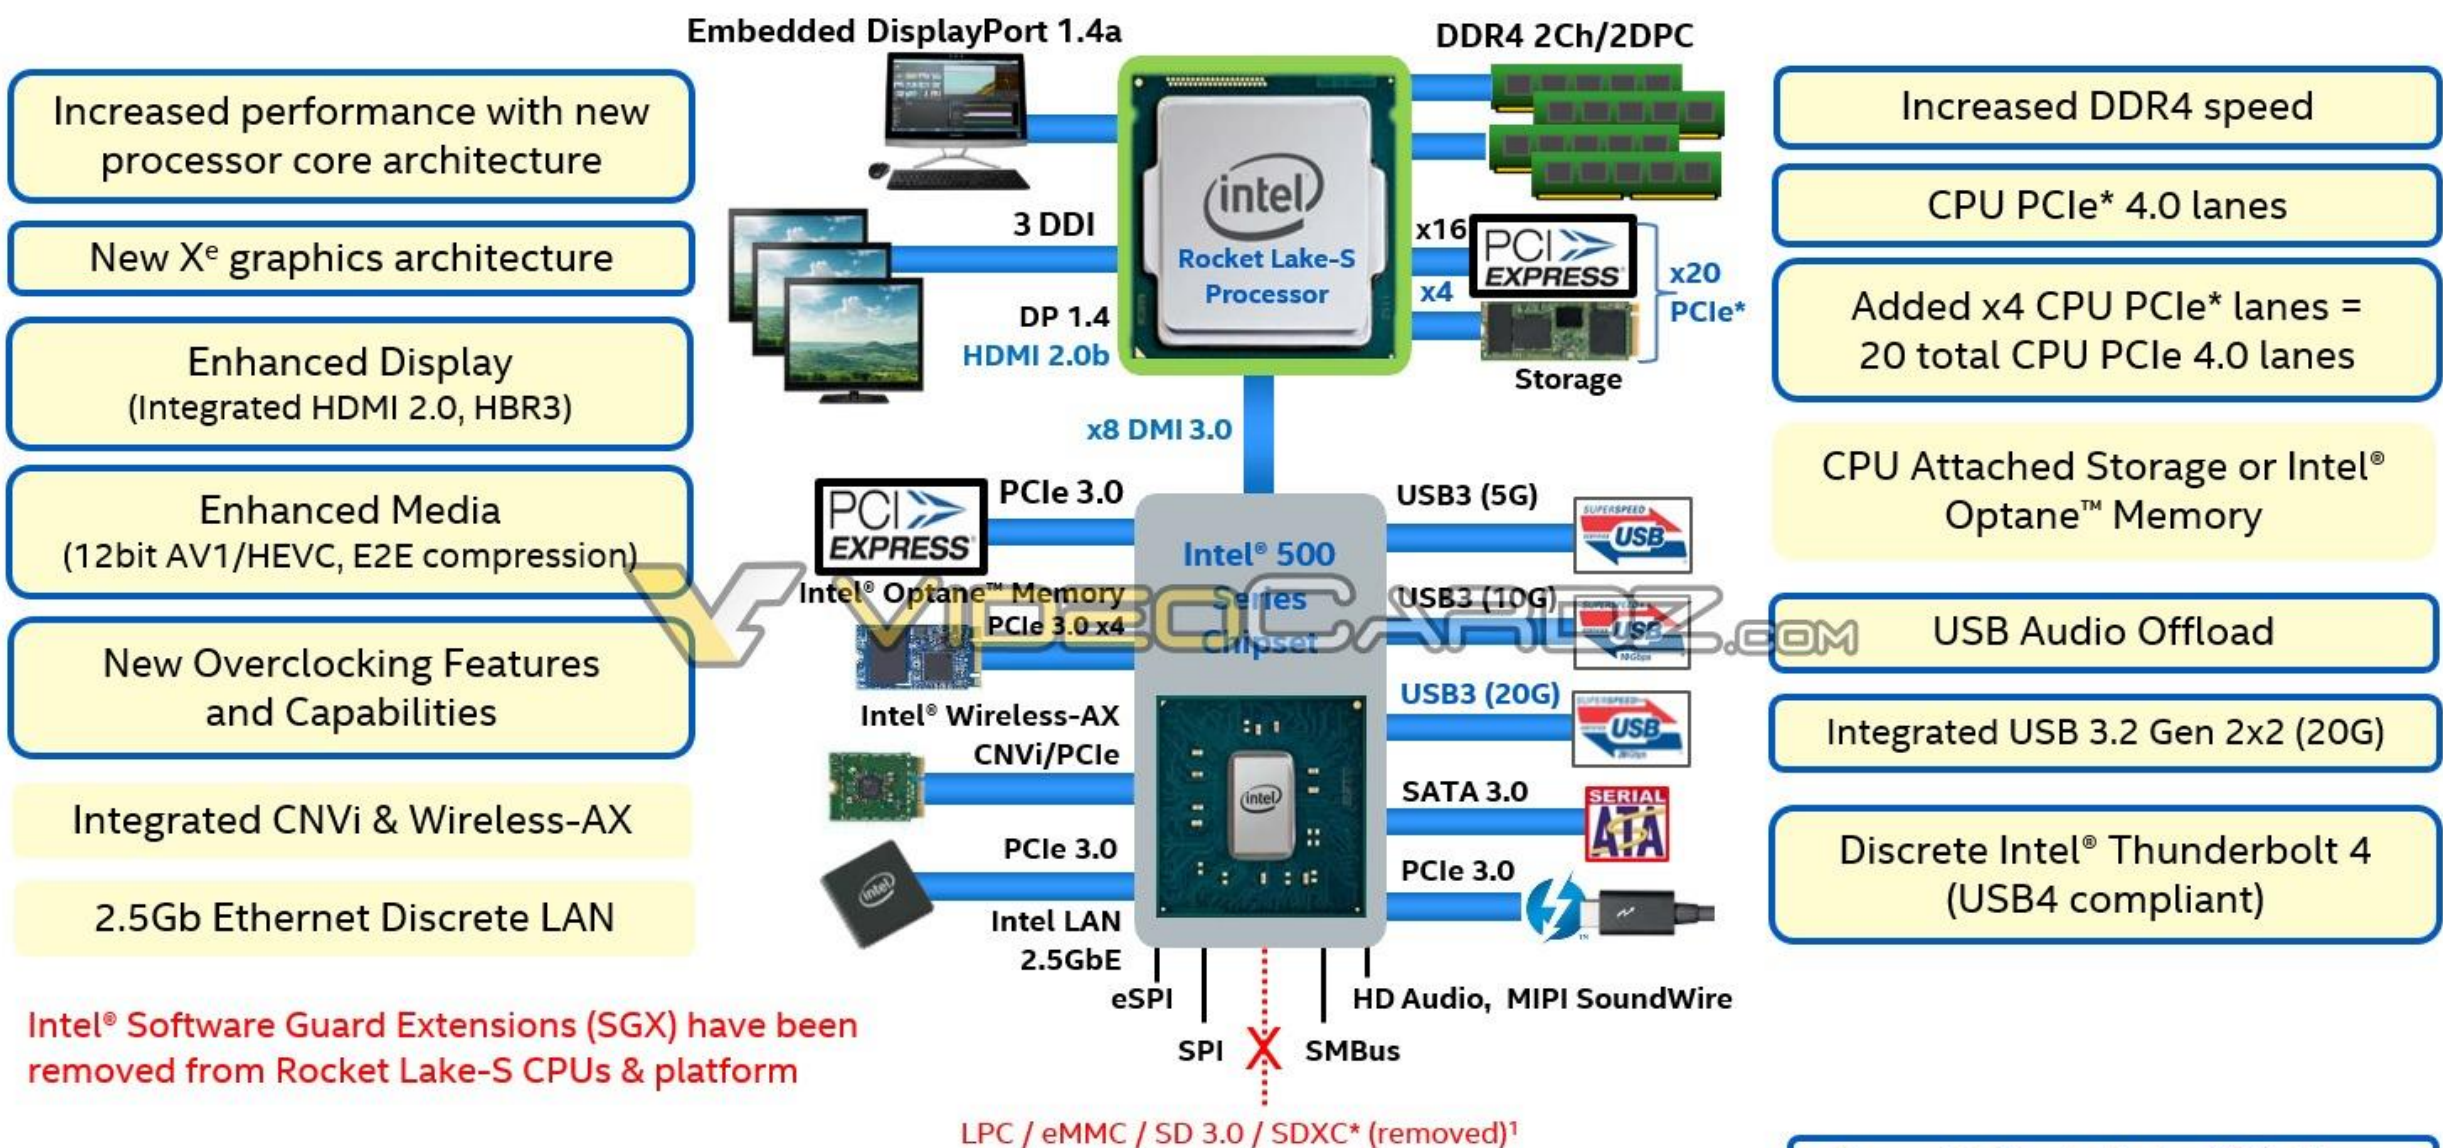 Embedded DisplayPort 1.4a
DDR4 2Ch/2DPC
Increased performance with new
processor core architecture
New Xᵉ graphics architecture
Enhanced Display
(Integrated HDMI 2.0, HBR3)
Enhanced Media
(12bit AV1/HEVC, E2E compression)
New Overclocking Features
and Capabilities
Integrated CNVi & Wireless-AX
2.5Gb Ethernet Discrete LAN
Intel® Software Guard Extensions (SGX) have been
removed from Rocket Lake-S CPUs & platform
3 DDI
DP 1.4
HDMI 2.0b
intel
Rocket Lake-S
Processor
x16
PCI
EXPRESS
x4
x20
PCIe*
Storage
x8 DMI 3.0
PCI
EXPRESS
PCIe 3.0
Intel® Optane™ Memory
PCIe 3.0 x4
Intel® Wireless-AX
CNVi/PCIe
PCIe 3.0
intel
Intel LAN
2.5GbE
Intel® 500
Series
Chipset
intel
USB3 (5G)
SUPERSPEED
USB
USB3 (10G)
USB
10Gbps
USB3 (20G)
USB
SATA 3.0
SERIAL
ATA
PCIe 3.0
eSPI
SPI
X
SMBus
HD Audio, MIPI SoundWire
LPC / eMMC / SD 3.0 / SDXC* (removed)¹
VIDEOCARDZ.COM
Increased DDR4 speed
CPU PCIe* 4.0 lanes
Added x4 CPU PCIe* lanes =
20 total CPU PCIe 4.0 lanes
CPU Attached Storage or Intel®
Optane™ Memory
USB Audio Offload
Integrated USB 3.2 Gen 2x2 (20G)
Discrete Intel® Thunderbolt 4
(USB4 compliant)